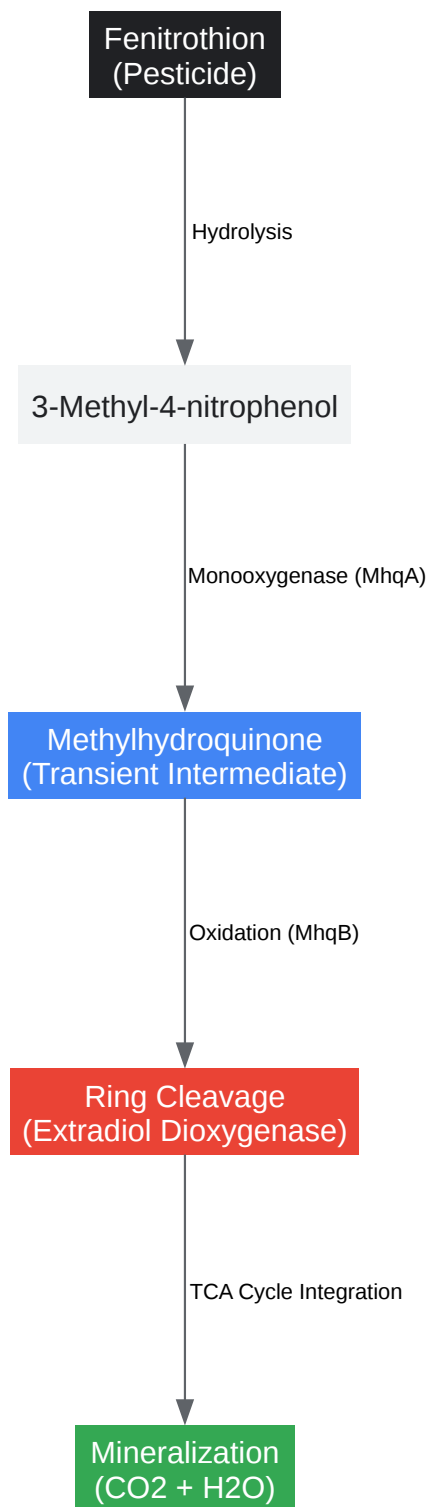 Fenitrothion
(Pesticide)
Hydrolysis
3-Methyl-4-nitrophenol
Monooxygenase (MhqA)
Methylhydroquinone
(Transient Intermediate)
Oxidation (MhqB)
Ring Cleavage
(Extradiol Dioxygenase)
TCA Cycle Integration
Mineralization
(CO2 + H2O)